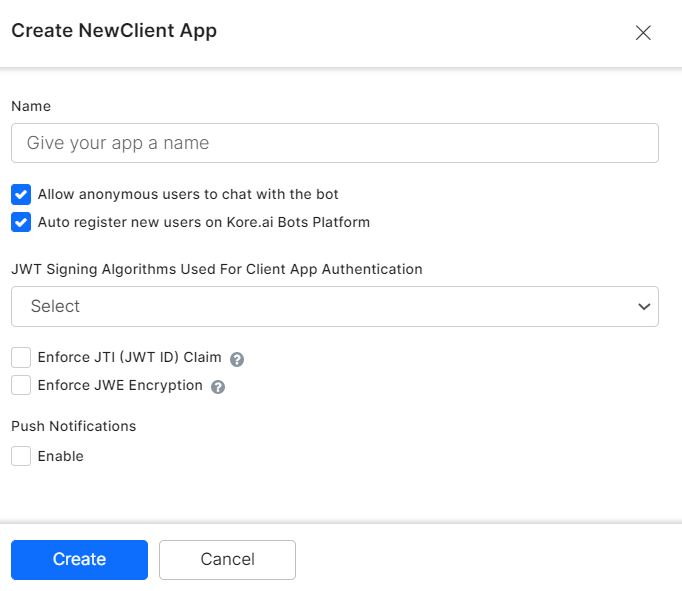 Create NewClient App
Name
Give your app a name
Allow anonymous users to chat with the bot
Auto register new users on Kore.ai Bots Platform
JWT Signing Algorithms Used For Client App Authentication
Select
Enforce JTI (JWT ID) Claim ?
Enforce JWE Encryption ?
Push Notifications
Enable
Create Cancel